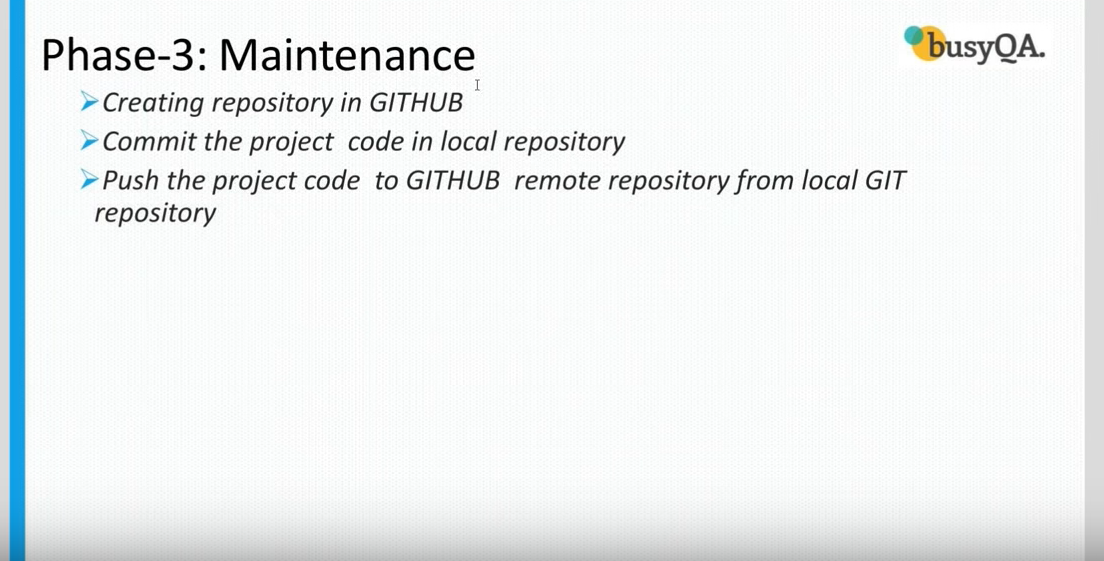 Phase-3: Maintenance
busyQA.
Creating repository in GITHUB
Commit the project code in local repository
Push the project code to GITHUB remote repository from local GIT
repository